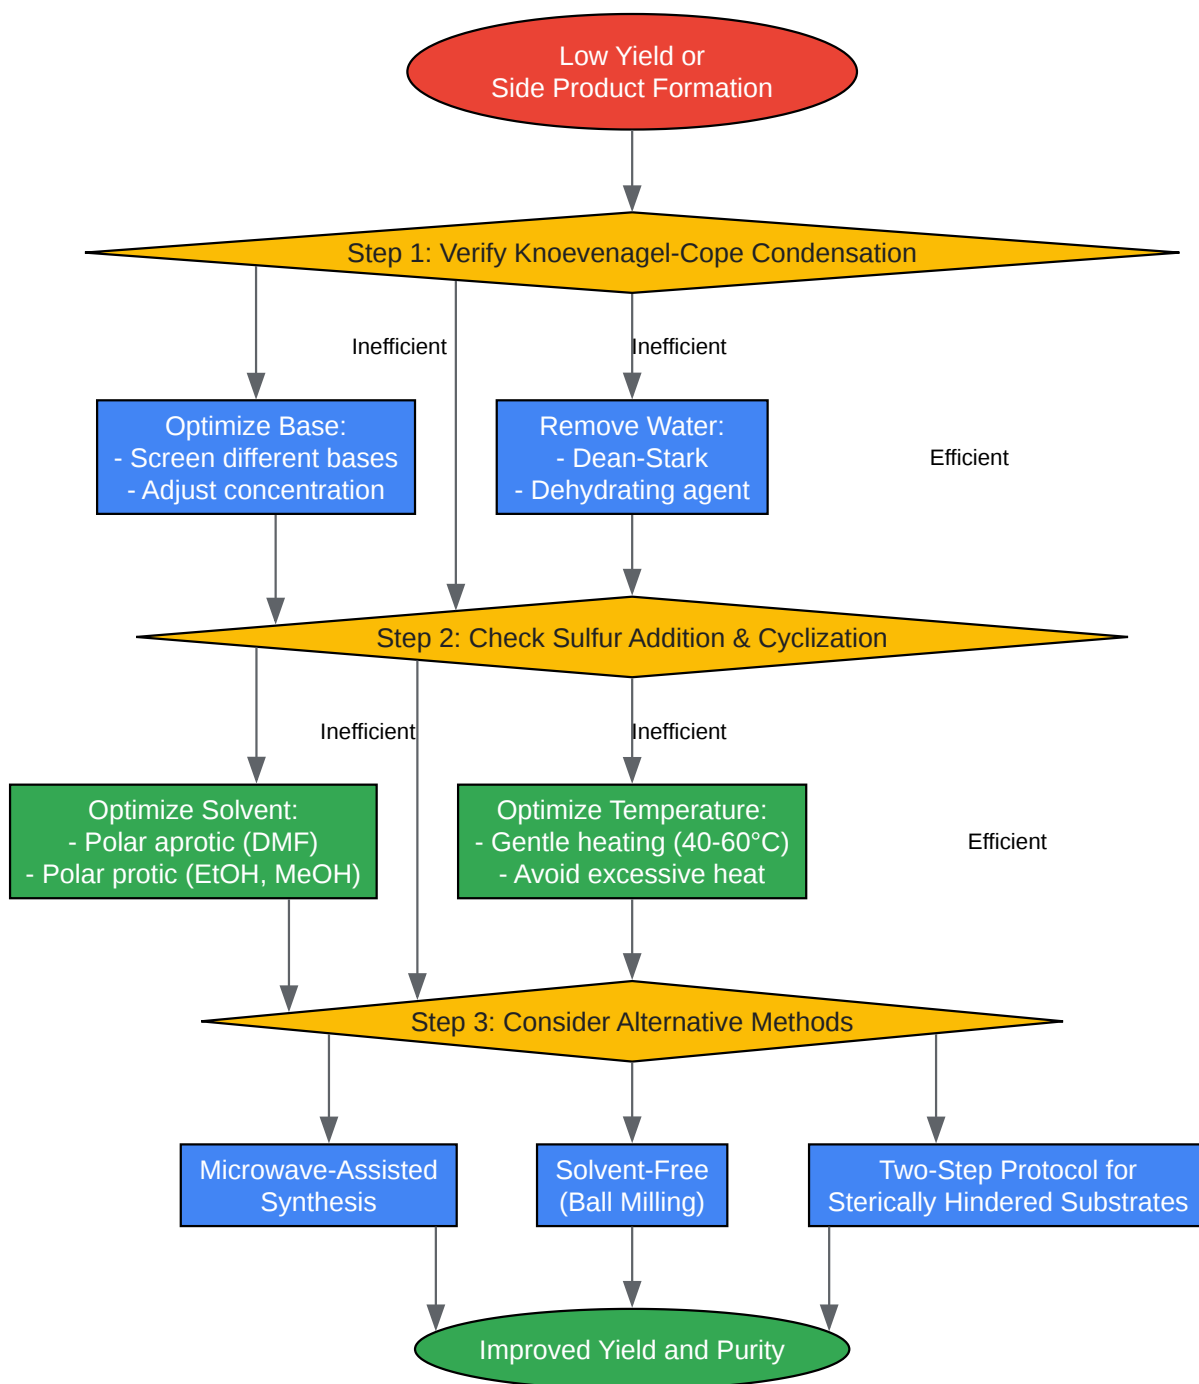 Low Yield or
Side Product Formation
Step 1: Verify Knoevenagel-Cope Condensation
Inefficient
Inefficient
Optimize Base:
- Screen different bases
- Adjust concentration
Remove Water:
- Dean-Stark
- Dehydrating agent
Efficient
Step 2: Check Sulfur Addition & Cyclization
Inefficient
Inefficient
Optimize Solvent:
- Polar aprotic (DMF)
- Polar protic (EtOH, MeOH)
Optimize Temperature:
- Gentle heating (40-60°C)
- Avoid excessive heat
Efficient
Step 3: Consider Alternative Methods
Microwave-Assisted
Synthesis
Solvent-Free
(Ball Milling)
Two-Step Protocol for
Sterically Hindered Substrates
Improved Yield and Purity